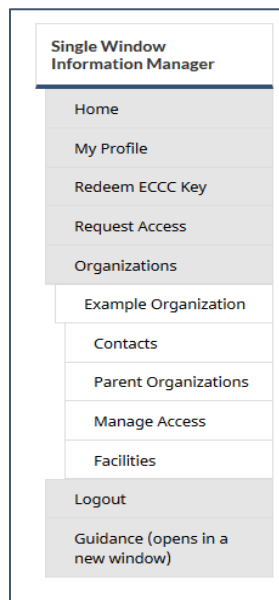 Single Window
Information Manager
Home
My Profile
Redeem ECCC Key
Request Access
Organizations
Example Organization
Contacts
Parent Organizations
Manage Access
Facilities
Logout
Guidance (opens in a
new window)